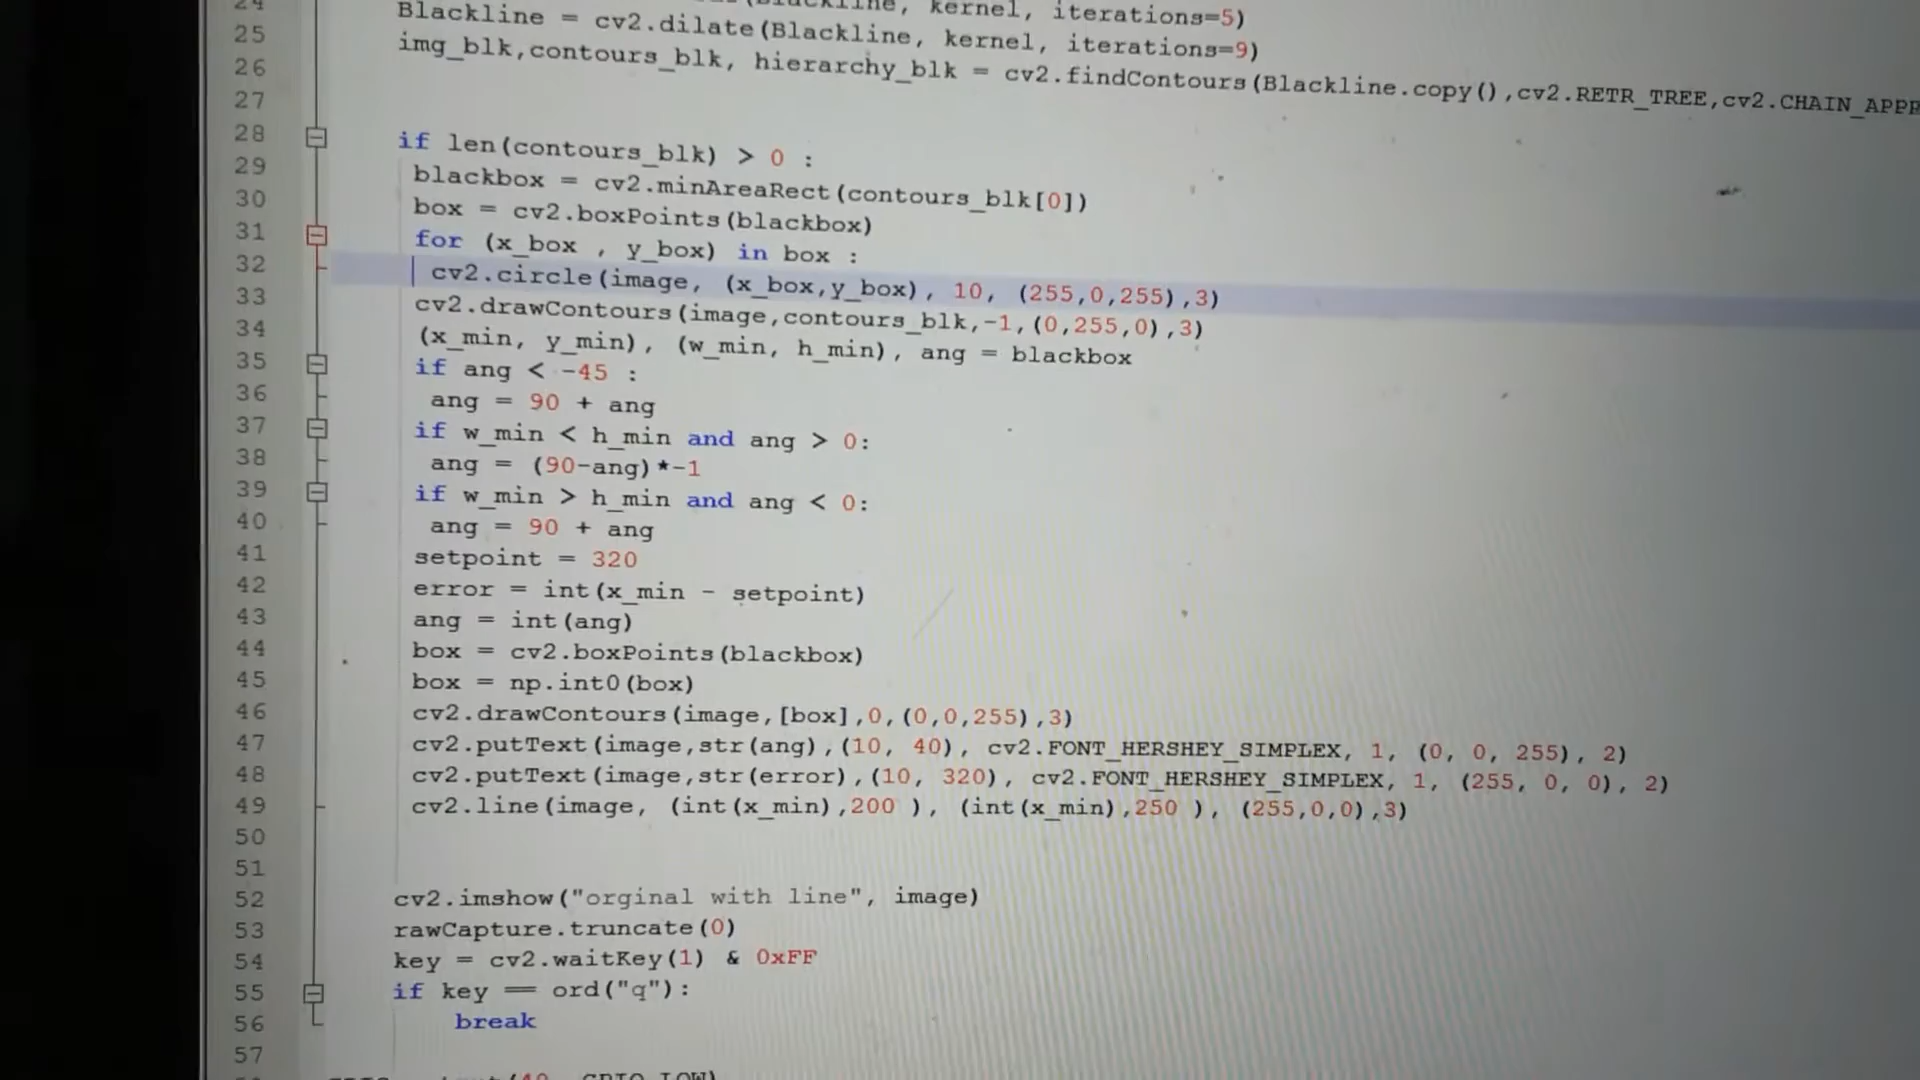 24 kernel, iterations=5)
25 Blackline = cv2.dilate(Blackline, kernel, iterations=9)
26 img_blk,contours_blk, hierarchy_blk = cv2.findContours(Blackline.copy(),cv2.RETR_TREE,cv2.CHAIN_APPR
27
28 if len(contours_blk) > 0 :
29 blackbox = cv2.minAreaRect(contours_blk[0])
30 box = cv2.boxPoints(blackbox)
31 for (x_box , y_box) in box :
32 cv2.circle(image, (x_box,y_box), 10, (255,0,255),3)
33 cv2.drawContours(image,contours_blk,-1,(0,255,0),3)
34 (x_min, y_min), (w_min, h_min), ang = blackbox
35 if ang < -45 :
36 ang = 90 + ang
37 if w_min < h_min and ang > 0:
38 ang = (90-ang)*-1
39 if w_min > h_min and ang < 0:
40 ang = 90 + ang
41 setpoint = 320
42 error = int(x_min - setpoint)
43 ang = int(ang)
44 box = cv2.boxPoints(blackbox)
45 box = np.int0(box)
46 cv2.drawContours(image,[box],0,(0,0,255),3)
47 cv2.putText(image,str(ang),(10, 40), cv2.FONT_HERSHEY_SIMPLEX, 1, (0, 0, 255), 2)
48 cv2.putText(image,str(error),(10, 320), cv2.FONT_HERSHEY_SIMPLEX, 1, (255, 0, 0), 2)
49 cv2.line(image, (int(x_min),200 ), (int(x_min),250 ), (255,0,0),3)
50
51
52 cv2.imshow("orginal with line", image)
53 rawCapture.truncate(0)
54 key = cv2.waitKey(1) & 0xFF
55 if key == ord("q"):
56 break
57